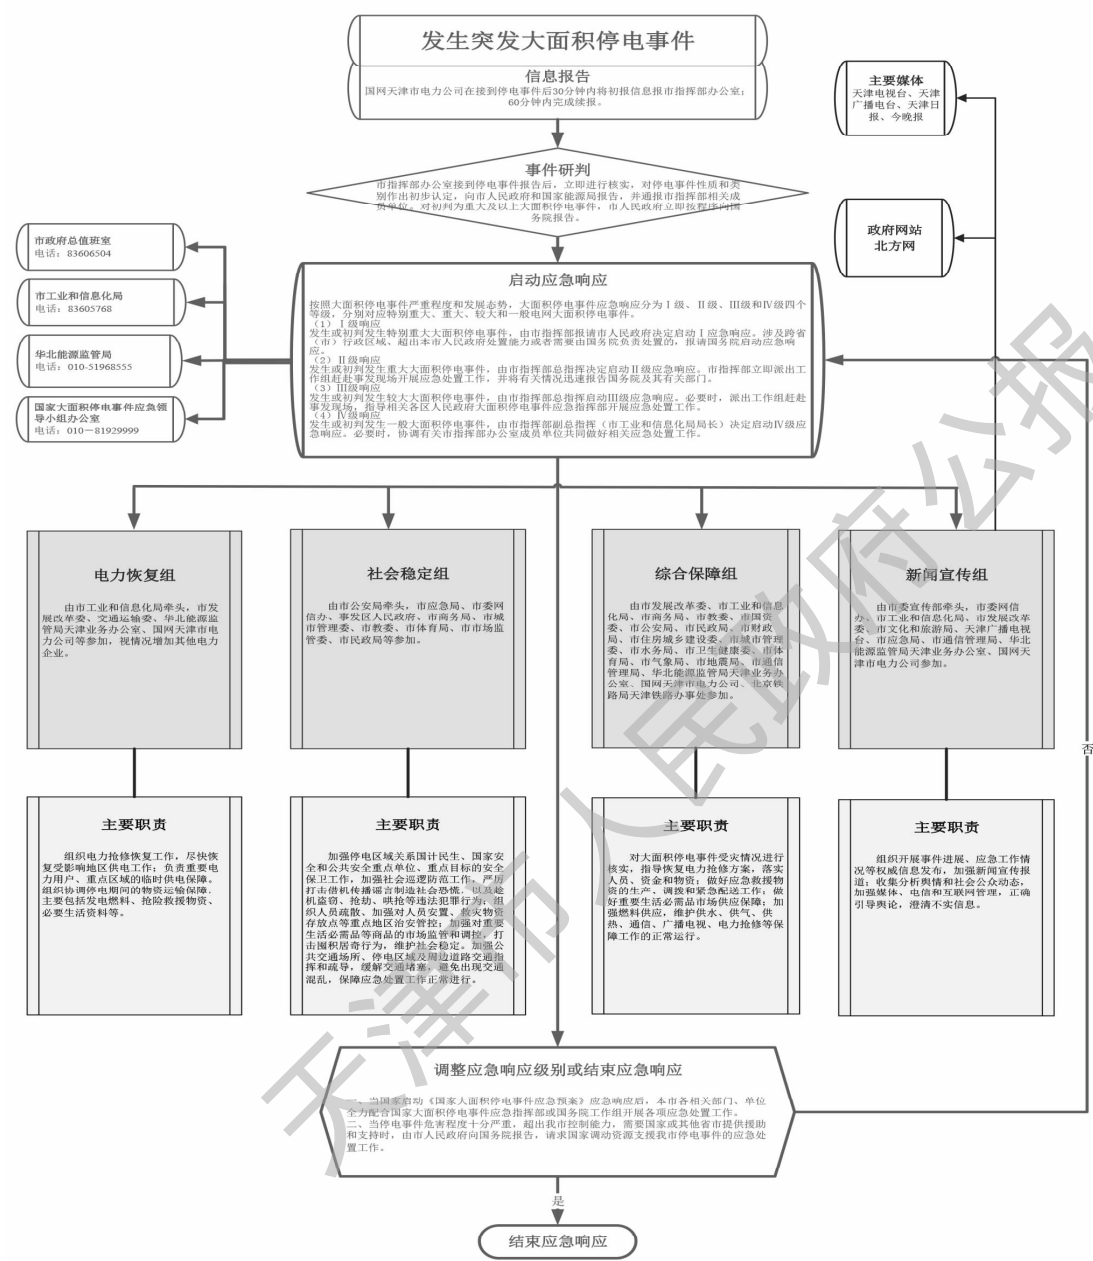 发生突发大面积停电事件
信息报告
国网天津市电力公司在接到停电事件后30分钟内将初报信息报市指挥部办公室；
60分钟内完成续报。
主要媒体
天津电视台、天津
广播电台、天津日
报、今晚报
事件研判
市指挥部办公室接到停电事件报告后，立即进行核实，对停电事件性质和类
别作出初步认定，向市人民政府和国家能源局报告，并通报市指挥部相关成
员单位。对初判为重大及以上大面积停电事件，市人民政府立即按程序向国
务院报告。
政府网站
北方网
市政府总值班室
电话：83606504
市工业和信息化局
电话：83605768
华北能源监管局
电话：010-51968555
国家大面积停电事件应急领
导小组办公室
电话：010－81929999
启动应急响应
按照大面积停电事件严重程度和发展态势，大面积停电事件应急响应分为Ⅰ级、Ⅱ级、Ⅲ级和Ⅳ级四个
等级，分别对应特别重大、重大、较大和一般电网大面积停电事件。
（1）Ⅰ级响应
发生或初判发生特别重大大面积停电事件，由市指挥部报请市人民政府决定启动Ⅰ应急响应。涉及跨省
（市）行政区域、超出本市人民政府处置能力或者需要由国务院负责处置的，报请国务院启动应急响
应。
（2）Ⅱ级响应
发生或初判发生重大大面积停电事件，由市指挥部总指挥决定启动Ⅱ级应急响应。市指挥部立即派出工
作组赶赴事发现场开展应急处置工作，并将有关情况迅速报告国务院及其有关部门。
（3）Ⅲ级响应
发生或初判发生较大大面积停电事件，由市指挥部总指挥启动Ⅲ级应急响应。必要时，派出工作组赶赴
事发现场，指导相关各区人民政府大面积停电事件应急指挥部开展应急处置工作。
（4）Ⅳ级响应
发生或初判发生一般大面积停电事件，由市指挥部副总指挥（市工业和信息化局局长）决定启动Ⅳ级应
急响应。必要时，协调有关市指挥部办公室成员单位共同做好相关应急处置工作。
电力恢复组
由市工业和信息化局牵头，市发
展改革委、交通运输委、华北能源监
管局天津业务办公室、国网天津市电
力公司等参加，视情况增加其他电力
企业。
社会稳定组
由市公安局牵头，市应急局、市委网
信办、事发区人民政府、市商务局、市城
市管理委、市教委、市体育局、市市场监
管委、市民政局等参加。
综合保障组
由市发展改革委、市工业和信息
化局、市商务局、市教委、市国资
委、市公安局、市民政局、市财政
局、市住房城乡建设委、市城市管理
委、市水务局、市卫生健康委、市体
育局、市气象局、市地震局、市通信
管理局、华北能源监管局天津业务办
公室、国网天津市电力公司、北京铁
路局天津铁路办事处参加。
新闻宣传组
由市委宣传部牵头，市委网信
办、市工业和信息化局、市发展改革
委、市文化和旅游局、天津广播电视
台、市应急局、市通信管理局、华北
能源监管局天津业务办公室、国网天
津市电力公司参加。
否
主要职责
组织电力抢修恢复工作，尽快恢
复受影响地区供电工作；负责重要电
力用户、重点区域的临时供电保障。
组织协调停电期间的物资运输保障，
主要包括发电燃料、抢险救援物资、
必要生活资料等。
主要职责
加强停电区域关系国计民生、国家安
全和公共安全重点单位、重点目标的安全
保卫工作，加强社会巡逻防范工作。严厉
打击借机传播谣言制造社会恐慌，以及趁
机盗窃、抢劫、哄抢等违法犯罪行为；组
织人员疏散、加强对人员安置、救灾物资
存放点等重点地区治安管控；加强对重要
生活必需品等商品的市场监管和调控，打
击囤积居奇行为，维护社会稳定。加强公
共交通场所、停电区域及周边道路交通指
挥和疏导，缓解交通堵塞，避免出现交通
混乱，保障应急处置工作正常进行。
主要职责
对大面积停电事件受灾情况进行
核实，指导恢复电力抢修方案，落实
人员、资金和物资；做好应急救援物
资的生产、调拨和紧急配送工作；做
好重要生活必需品市场供应保障；加
强燃料供应，维护供水、供气、供
热、通信、广播电视、电力抢修等保
障工作的正常运行。
主要职责
组织开展事件进展、应急工作情
况等权威信息发布，加强新闻宣传报
道；收集分析舆情和社会公众动态，
加强媒体、电信和互联网管理，正确
引导舆论，澄清不实信息。
调整应急响应级别或结束应急响应
一、当国家启动《国家大面积停电事件应急预案》应急响应后，本市各相关部门、单位
全力配合国家大面积停电事件应急指挥部或国务院工作组开展各项应急处置工作。
二、当停电事件危害程度十分严重，超出我市控制能力，需要国家或其他省市提供援助
和支持时，由市人民政府向国务院报告，请求国家调动资源支援我市停电事件的应急处
置工作。
是
结束应急响应
天津市人民政府公报